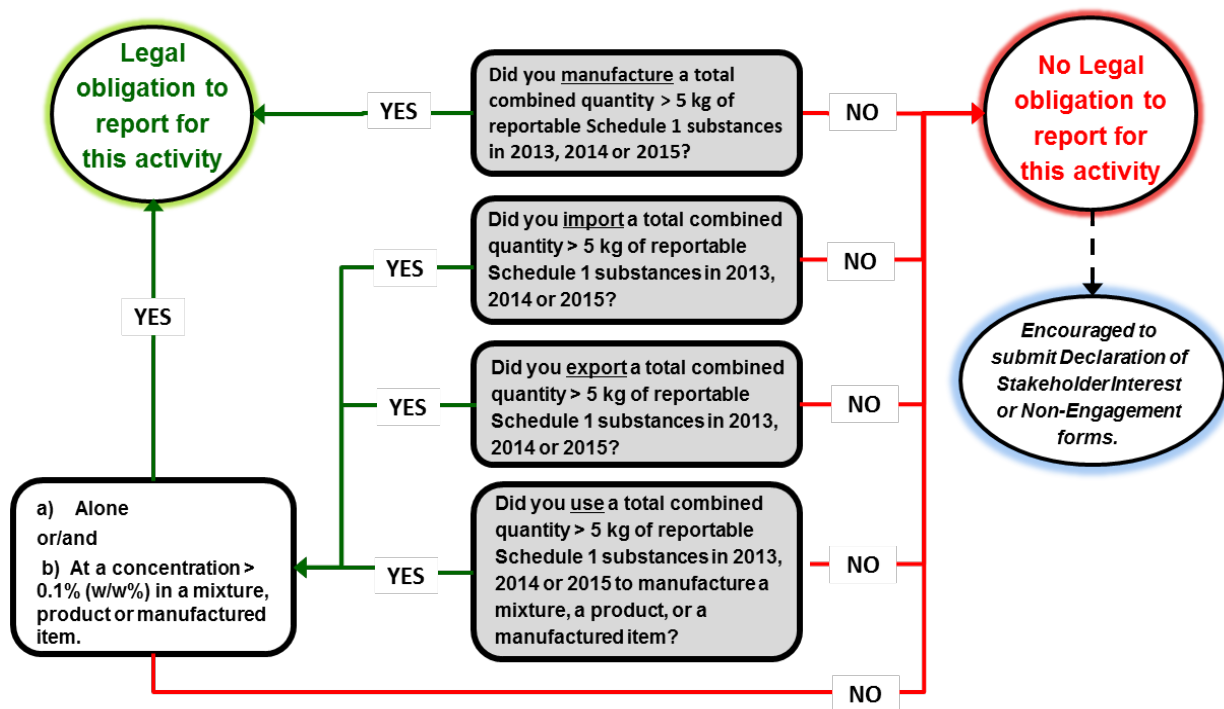 Legal
obligation to
report for
this activity
YES
Did you manufacture a total
combined quantity > 5 kg of
reportable Schedule 1 substances
in 2013, 2014 or 2015?
NO
No Legal
obligation to
report for
this activity
YES
Did you import a total combined
quantity > 5 kg of reportable
Schedule 1 substances in 2013,
2014 or 2015?
NO
YES
Encouraged to
submit Declaration of
Stakeholder Interest
or Non-Engagement
forms.
YES
Did you export a total combined
quantity > 5 kg of reportable
Schedule 1 substances in 2013,
2014 or 2015?
NO
a) Alone
or/and
b) At a concentration >
0.1% (w/w%) in a mixture,
product or manufactured
item.
YES
Did you use a total combined
quantity > 5 kg of reportable
Schedule 1 substances in 2013,
2014 or 2015 to manufacture a
mixture, a product, or a
manufactured item?
NO
NO